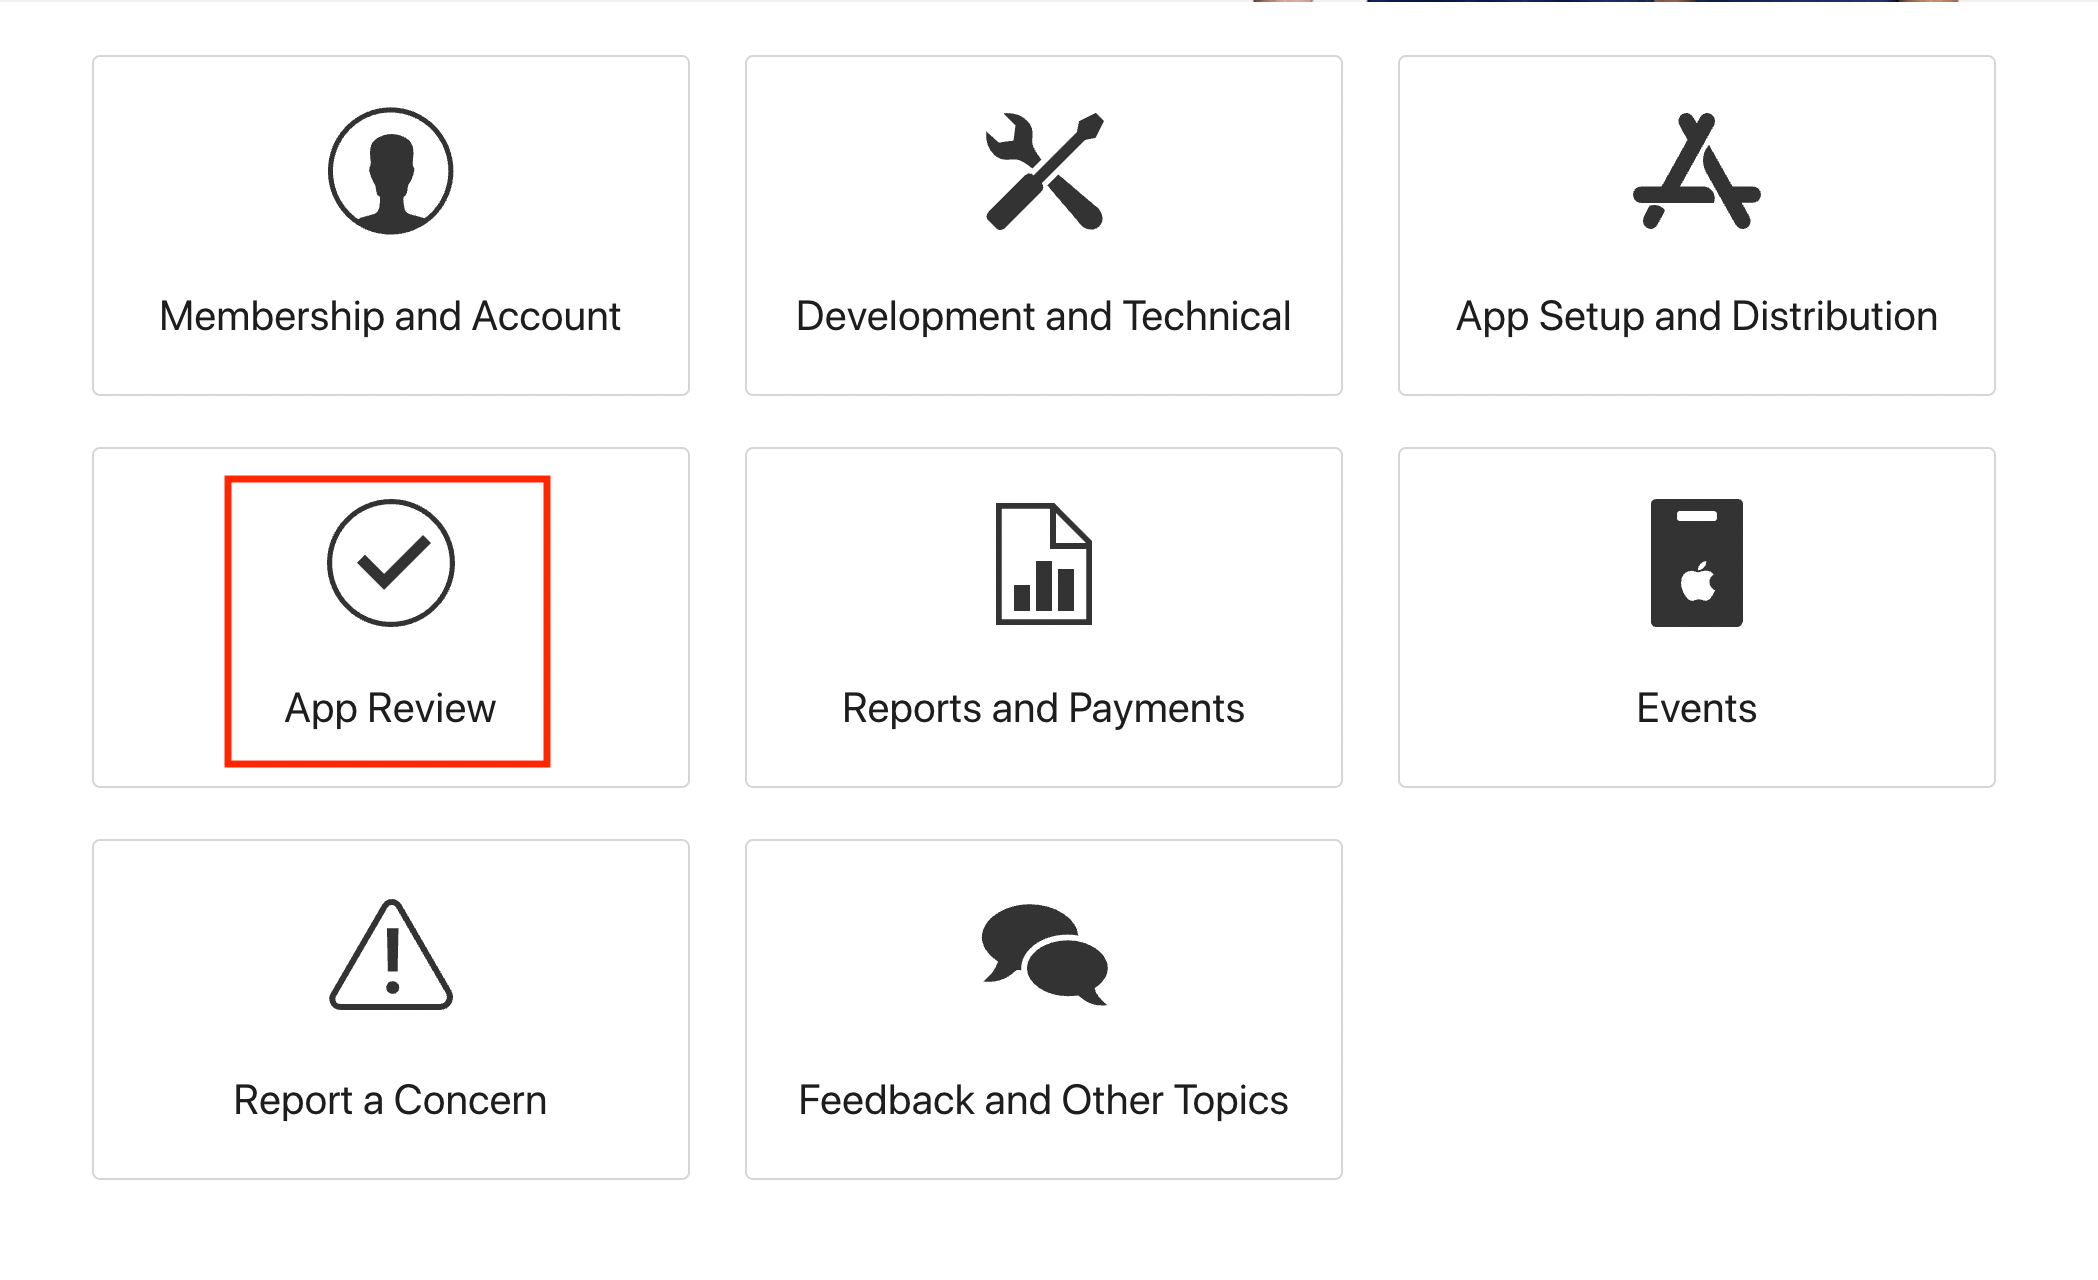 Membership and Account
Development and Technical
App Setup and Distribution
App Review
Reports and Payments
Events
Report a Concern
Feedback and Other Topics